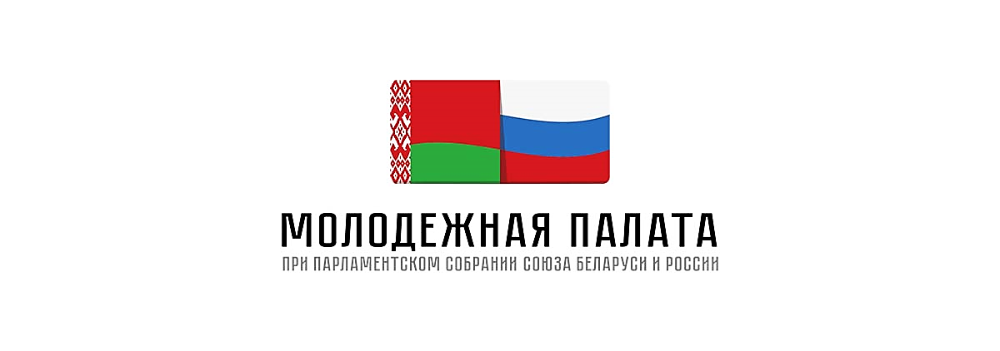 МОЛОДЕЖНАЯ ПАЛАТА
ПРИ ПАРЛАМЕНТСКОМ СОБРАНИИ СОЮЗА БЕЛАРУСИ И РОССИИ